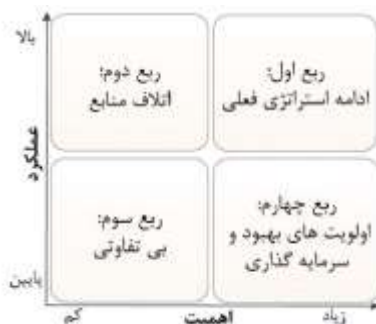 بالا
ربع اول:
ادامه استراتژی فعلی
ربع دوم:
اتلاف منابع
عملکرد
ربع چهارم:
اولویت های بهبود و
سرمایه گذاری
ربع سوم:
بی تفاوتی
پایین
زیاد
اهمیت
کم